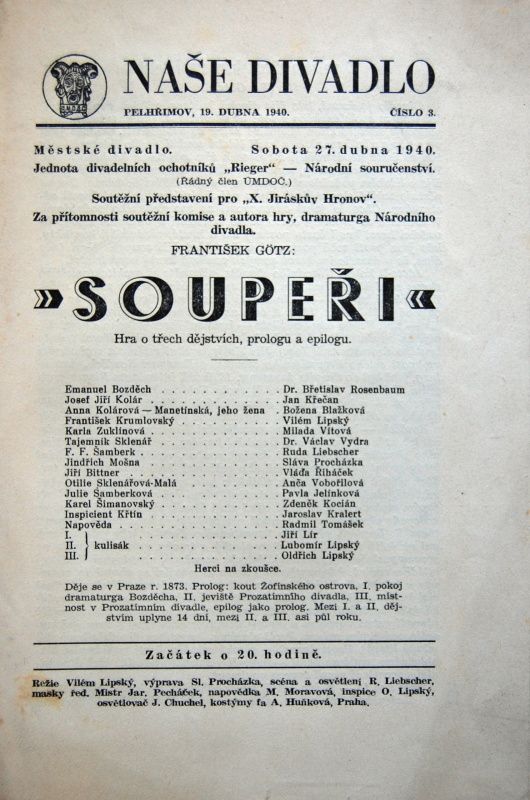 NAŠE DIVADLO
PELHŘIMOV, 19. DUBNA 1940. ČÍSLO 3.
Městské divadlo. Sobota 27. dubna 1940.
Jednota divadelních ochotníků „Rieger" — Národní souručenství.
(Řádný člen ÚMDOČ.)
Soutěžní představení pro „X. Jiráskův Hronov".
Za přítomnosti soutěžní komise a autora hry, dramaturga Národního
divadla.
FRANTIŠEK GÖTZ:
»SOUPEŘI«
Hra o třech dějstvích, prologu a epilogu.
Emanuel Bozděch . . . . . . . . . . . Dr. Břetislav Rosenbaum
Josef Jiří Kolár . . . . . . . . . . . Jan Křečan
Anna Kolárová — Manetínská, jeho žena . Božena Blažková
František Krumlovský . . . . . . . . . Vilém Lipský
Karla Zuklínová . . . . . . . . . . . Milada Vítová
Tajemník Sklenář . . . . . . . . . . . Dr. Václav Vydra
F. F. Šamberk . . . . . . . . . . . . Ruda Liebscher
Jindřich Mošna . . . . . . . . . . . . Sláva Procházka
Jiří Bittner . . . . . . . . . . . . . Vláďa Řiháček
Otilie Sklenářová-Malá . . . . . . . . Anča Vobořilová
Julie Šamberková . . . . . . . . . . . Pavla Jelínková
Karel Šimanovský . . . . . . . . . . . Zdeněk Kocián
Inspicient Křtín . . . . . . . . . . . Jaroslav Kralert
Napověda . . . . . . . . . . . . . . . Radmil Tomášek
I. . . . . . . . . . . Jiří Lír
II. } kulisák . . . . . . . . . . . Lubomír Lipský
III. . . . . . . . . . . Oldřich Lipský
Herci na zkoušce.
Děje se v Praze r. 1873. Prolog: kout Žofínského ostrova, I. pokoj
dramaturga Bozděcha, II. jeviště Prozatímního divadla, III. míst-
nost v Prozatímním divadle, epilog jako prolog. Mezi I. a II. děj-
stvím uplyne 14 dní, mezi II. a III. asi půl roku.
Začátek o 20. hodině.
Režie Vilém Lipský, výprava Sl. Procházka, scéna a osvětlení R. Liebscher,
masky řed. Mistr Jar. Pecháček, napovědka M. Moravová, inspice O. Lipský,
osvětlovač J. Chuchel, kostýmy fa A. Huňková, Praha.